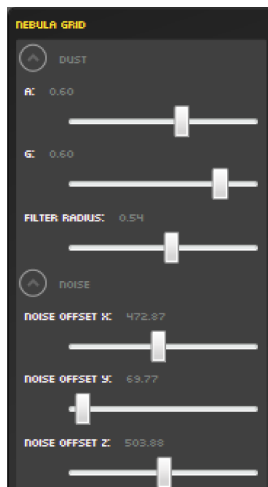 NEBULA GRID
DUST
A: 0.60
G: 0.60
FILTER RADIUS: 0.54
NOISE
NOISE OFFSET X: 472.87
NOISE OFFSET Y: 69.77
NOISE OFFSET Z: 503.88